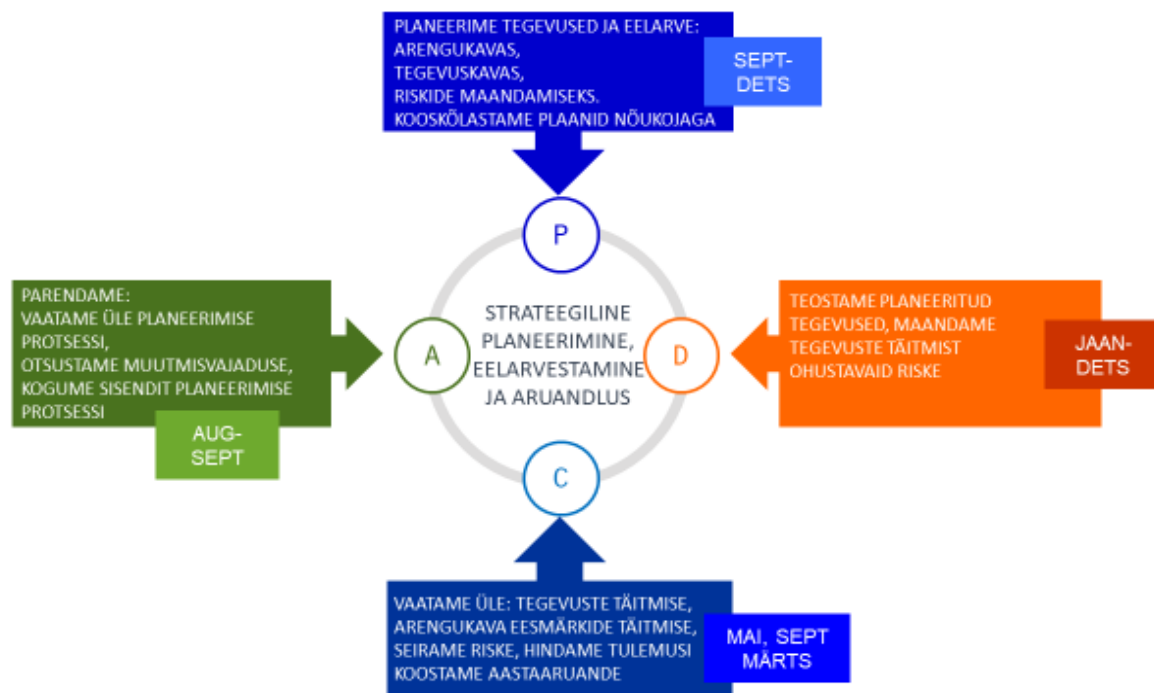 PLANEERIME TEGEVUSED JA EELARVE:
ARENGUKAVAS,
TEGEVUSKAVAS,
RISKIDE MAANDAMISEKS.
KOOSKÕLASTAME PLAANID NÕUKOJAGA
SEPT-
DETS
P
PARENDAME:
VAATAME ÜLE PLANEERIMISE
PROTSESSI,
OTSUSTAME MUUTMISVAJADUSE,
KOGUME SISENDIT PLANEERIMISE
PROTSESSI
AUG-
SEPT
A
STRATEEGILINE
PLANEERIMINE,
EELARVESTAMINE
JA ARUANDLUS
D
TEOSTAME PLANEERITUD
TEGEVUSED, MAANDAME
TEGEVUSTE TÄITMIST
OHUSTAVAID RISKE
JAAN-
DETS
C
VAATAME ÜLE: TEGEVUSTE TÄITMISE,
ARENGUKAVA EESMÄRKIDE TÄITMISE,
SEIRAME RISKE, HINDAME TULEMUSI
KOOSTAME AASTAARUANDE
MAI, SEPT
MÄRTS